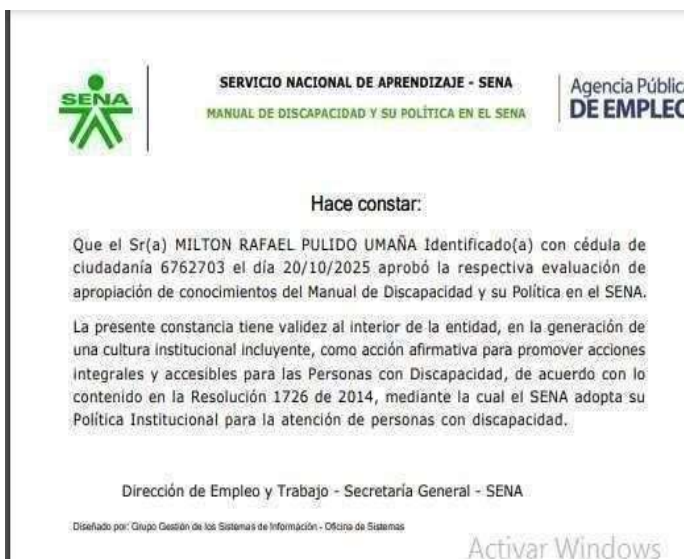 SENA
SERVICIO NACIONAL DE APRENDIZAJE - SENA
MANUAL DE DISCAPACIDAD Y SU POLÍTICA EN EL SENA
Agencia Pública
DE EMPLEO
Hace constar:
Que el Sr(a) MILTON RAFAEL PULIDO UMAÑA Identificado(a) con cédula de
ciudadanía 6762703 el día 20/10/2025 aprobó la respectiva evaluación de
apropiación de conocimientos del Manual de Discapacidad y su Política en el SENA.
La presente constancia tiene validez al interior de la entidad, en la generación de
una cultura institucional incluyente, como acción afirmativa para promover acciones
integrales y accesibles para las Personas con Discapacidad, de acuerdo con lo
contenido en la Resolución 1726 de 2014, mediante la cual el SENA adopta su
Política Institucional para la atención de personas con discapacidad.
Dirección de Empleo y Trabajo - Secretaría General - SENA
Diseñado por: Grupo Gestión de los Sistemas de Información - Oficina de Sistemas
Activar Windows